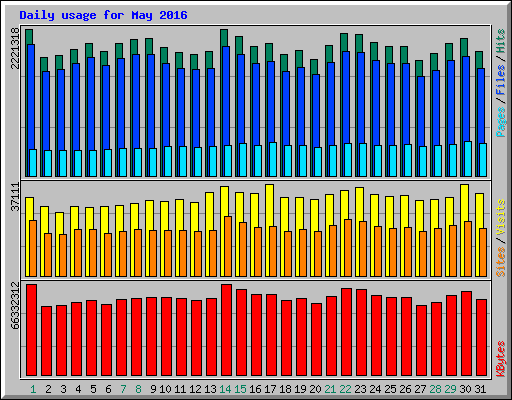 Daily usage for May 2016
2221318
Pages / Files / Hits
37111
Sites / Visits
66332312
KBytes
1 2 3 4 5 6 7 8 9 10 11 12 13 14 15 16 17 18 19 20 21 22 23 24 25 26 27 28 29 30 31